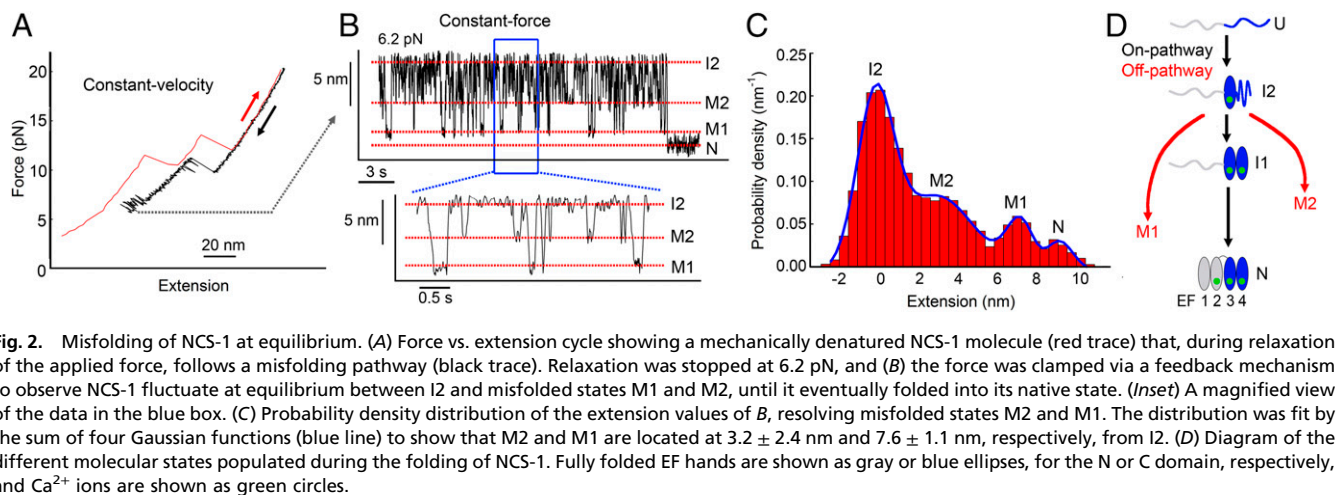 A
Constant-velocity
Force (pN)
20
15
10
5
0
20 nm
Extension
B
Constant-force
6.2 pN
5 nm
I2
M2
M1
N
3 s
5 nm
I2
M2
M1
0.5 s
C
Probability density (nm⁻¹)
0.25
0.20
0.15
0.10
0.05
0.00
I2
M2
M1
N
-2 0 2 4 6 8 10
Extension (nm)
D
U
On-pathway
Off-pathway
I2
I1
M1
M2
N
EF 1 2 3 4
Fig. 2. Misfolding of NCS-1 at equilibrium. (A) Force vs. extension cycle showing a mechanically denatured NCS-1 molecule (red trace) that, during relaxation
of the applied force, follows a misfolding pathway (black trace). Relaxation was stopped at 6.2 pN, and (B) the force was clamped via a feedback mechanism
to observe NCS-1 fluctuate at equilibrium between I2 and misfolded states M1 and M2, until it eventually folded into its native state. (Inset) A magnified view
of the data in the blue box. (C) Probability density distribution of the extension values of B, resolving misfolded states M2 and M1. The distribution was fit by
the sum of four Gaussian functions (blue line) to show that M2 and M1 are located at 3.2 ± 2.4 nm and 7.6 ± 1.1 nm, respectively, from I2. (D) Diagram of the
different molecular states populated during the folding of NCS-1. Fully folded EF hands are shown as gray or blue ellipses, for the N or C domain, respectively,
and Ca²⁺ ions are shown as green circles.